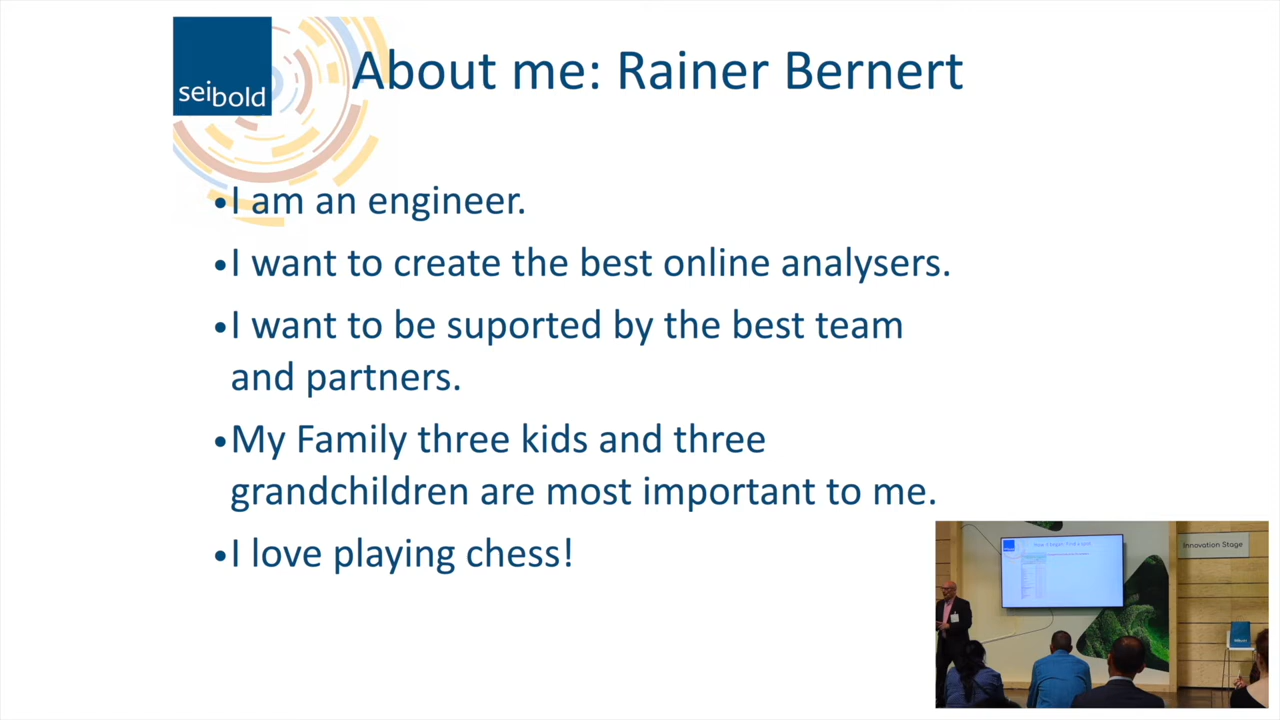 seibold
About me: Rainer Bernert
•I am an engineer.
•I want to create the best online analysers.
•I want to be suported by the best team
and partners.
•My Family three kids and three
grandchildren are most important to me.
•I love playing chess!
Innovation Stage